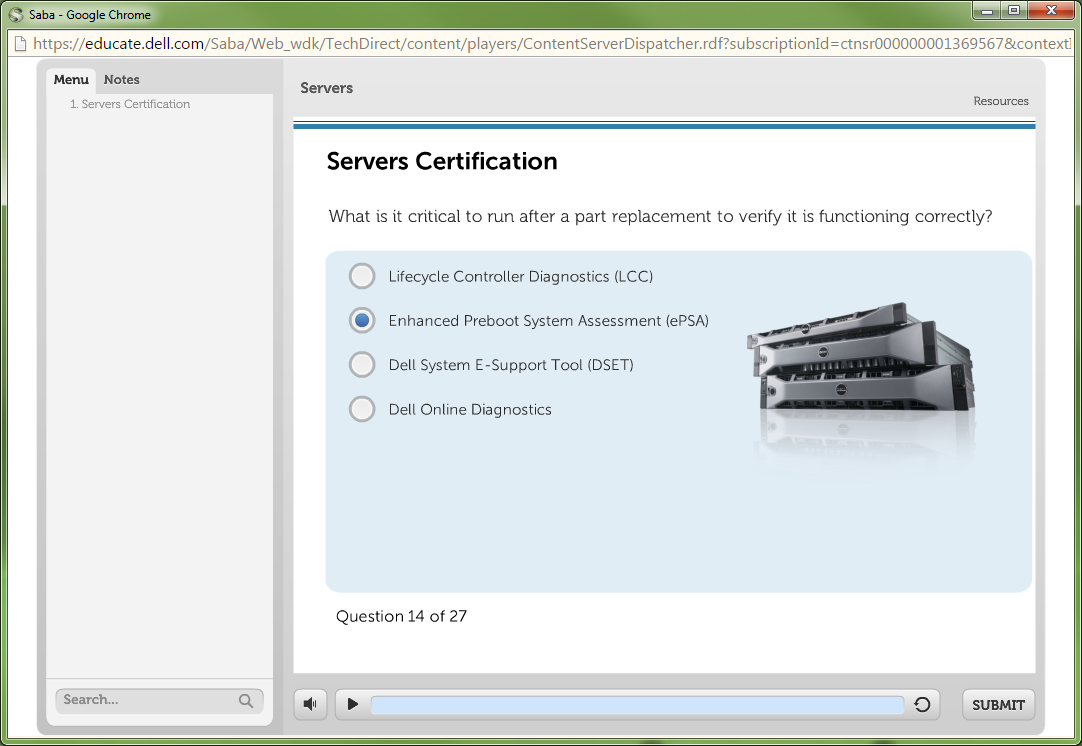 Saba - Google Chrome
https://educate.dell.com/Saba/Web_wdk/TechDirect/content/players/ContentServerDispatcher.rdf?subscriptionId=ctnsr000000001369567&contextI
Menu Notes
1. Servers Certification
Servers
Resources
Servers Certification
What is it critical to run after a part replacement to verify it is functioning correctly?
Lifecycle Controller Diagnostics (LCC)
Enhanced Preboot System Assessment (ePSA)
Dell System E-Support Tool (DSET)
Dell Online Diagnostics
Question 14 of 27
Search...
SUBMIT